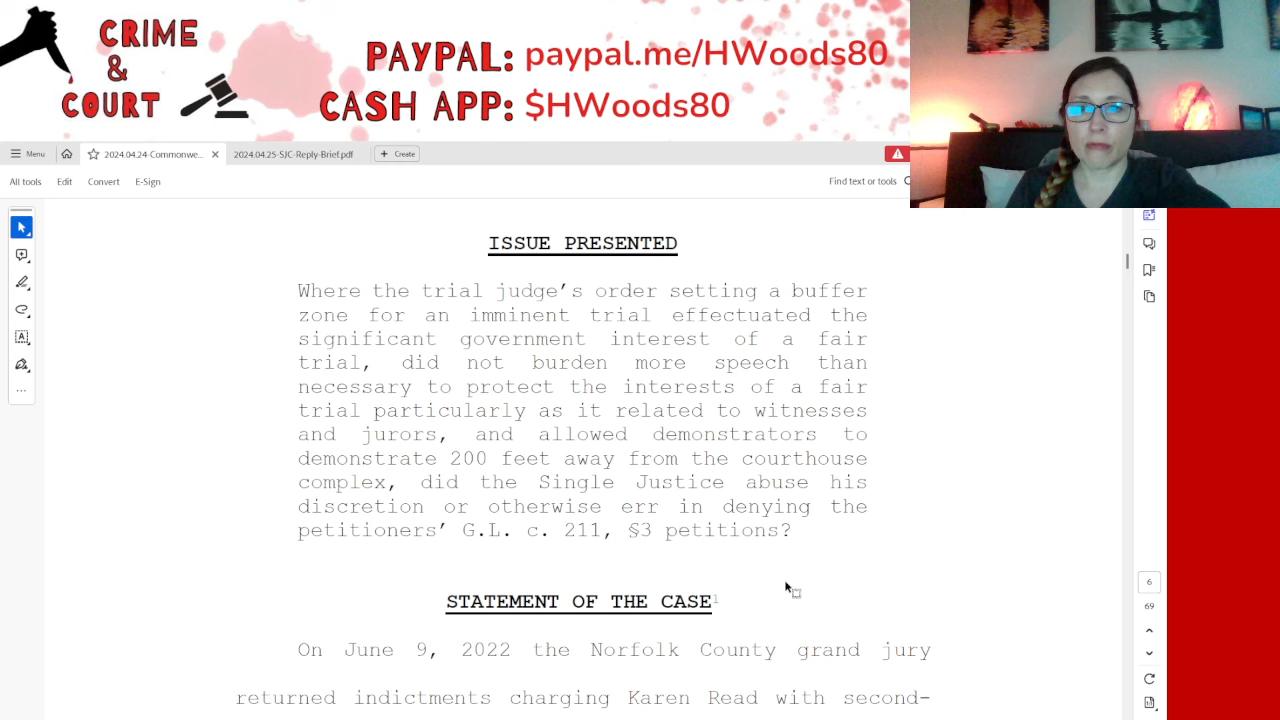 CRIME
&
COURT
PAYPAL: paypal.me/HWoods80
CASH APP: $HWoods80
Menu
2024.04.24-Commonwe...
2024.04.25-SJC-Reply-Brief.pdf
Create
All tools
Edit
Convert
E-Sign
Find text or tools
ISSUE PRESENTED
Where the trial judge's order setting a buffer
zone for an imminent trial effectuated the
significant government interest of a fair
trial, did not burden more speech than
necessary to protect the interests of a fair
trial particularly as it related to witnesses
and jurors, and allowed demonstrators to
demonstrate 200 feet away from the courthouse
complex, did the Single Justice abuse his
discretion or otherwise err in denying the
petitioners' G.L. c. 211, §3 petitions?
STATEMENT OF THE CASE1
On June 9, 2022 the Norfolk County grand jury
returned indictments charging Karen Read with second-
6
69